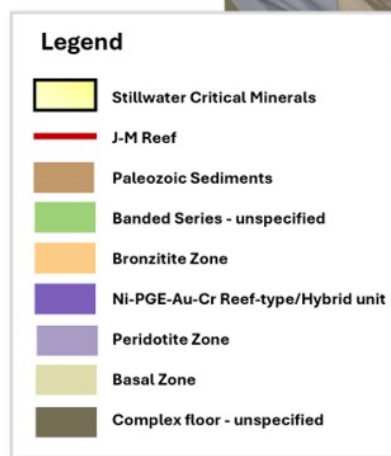 Legend
Stillwater Critical Minerals
J-M Reef
Paleozoic Sediments
Banded Series - unspecified
Bronzitite Zone
Ni-PGE-Au-Cr Reef-type/Hybrid unit
Peridotite Zone
Basal Zone
Complex floor - unspecified